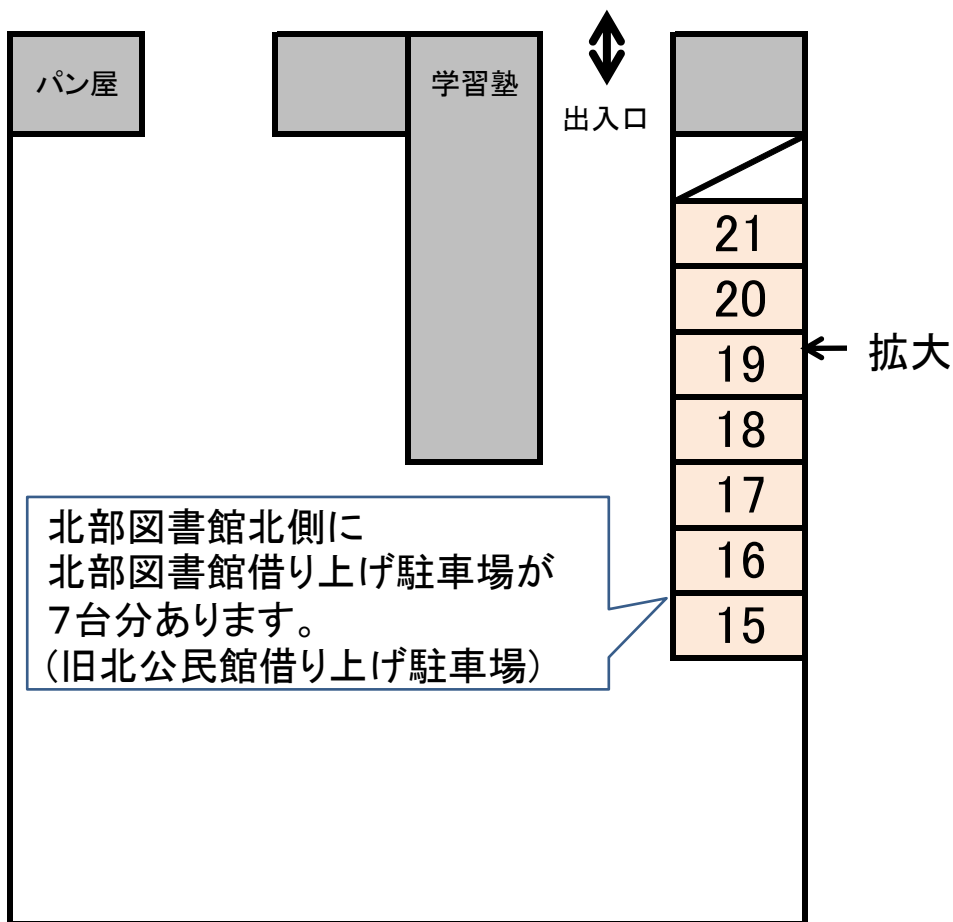 パン屋
学習塾
出入口
21
20
19
拡大
18
17
16
15
北部図書館北側に
北部図書館借り上げ駐車場が
７台分あります。
(旧北公民館借り上げ駐車場)